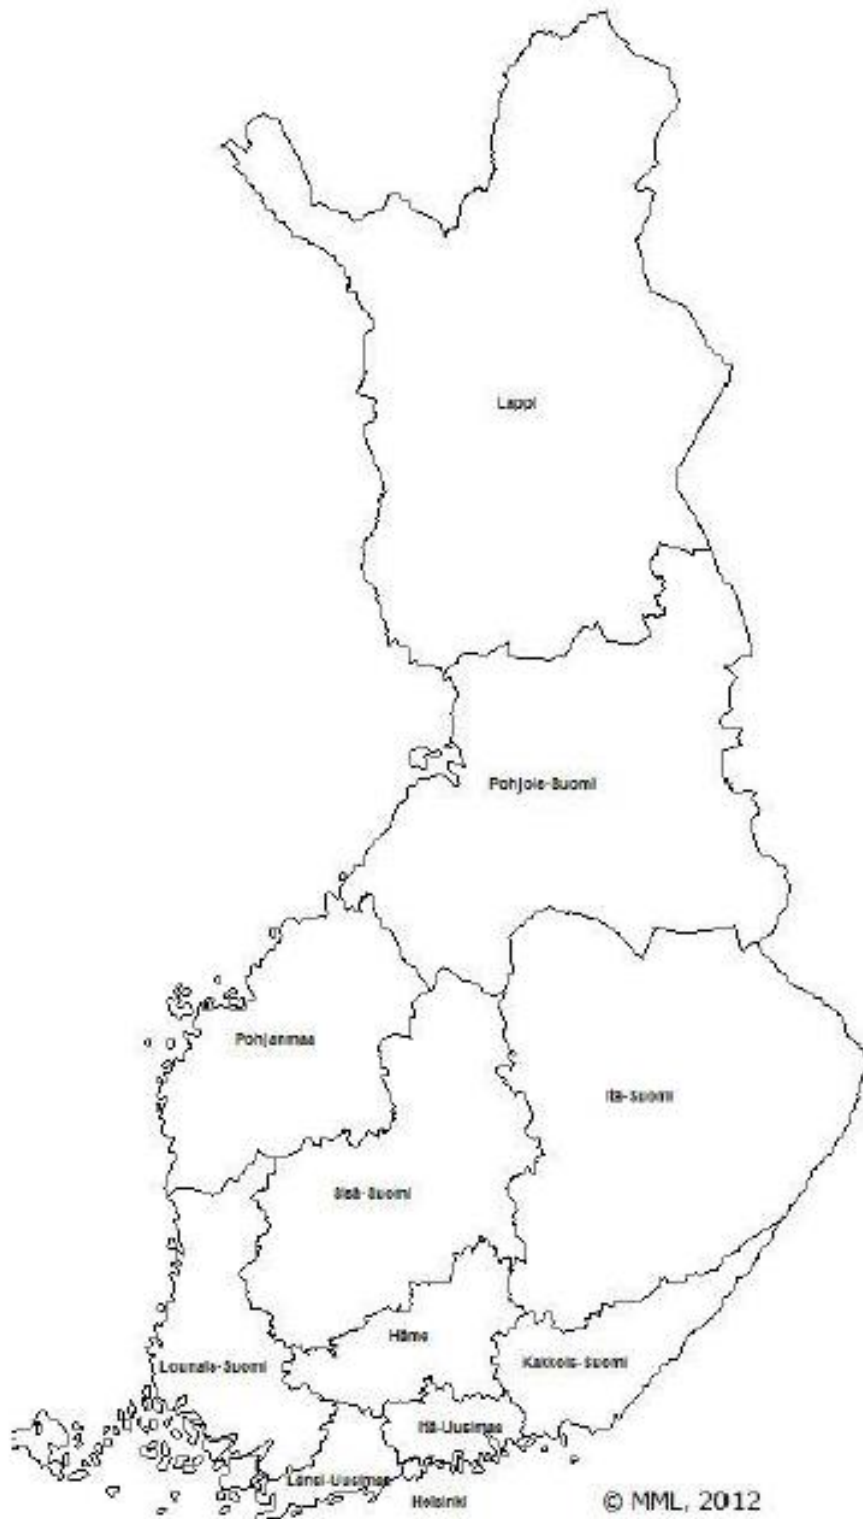 Lappi
Pohjois-Suomi
Pohjanmaa
Itä-Suomi
Sisä-Suomi
Häme
Kaakkois-Suomi
Lounais-Suomi
Itä-Uusimaa
Länsi-Uusimaa
Helsinki
© MML, 2012